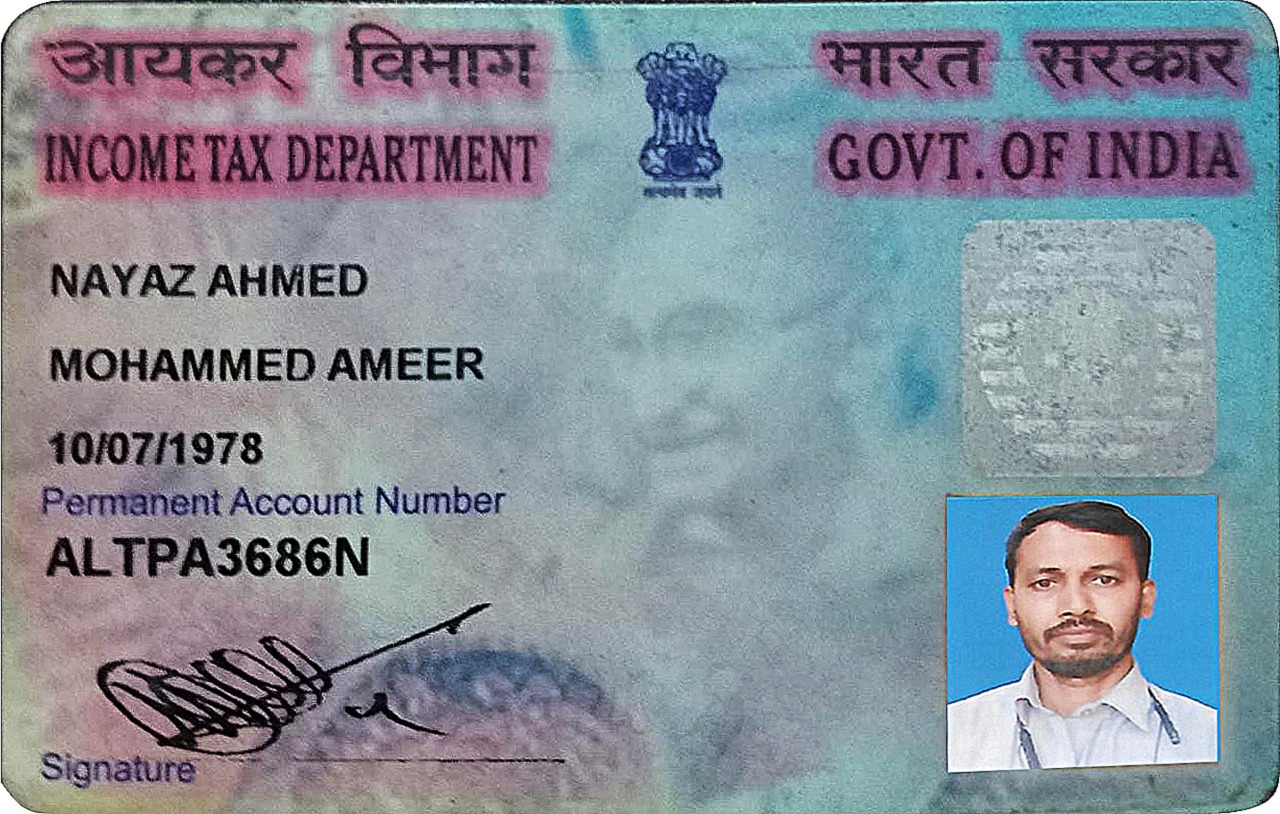 आयकर विभाग
INCOME TAX DEPARTMENT
भारत सरकार
GOVT. OF INDIA
सत्यमेव जयते
NAYAZ AHMED
MOHAMMED AMEER
10/07/1978
Permanent Account Number
ALTPA3686N
Signature